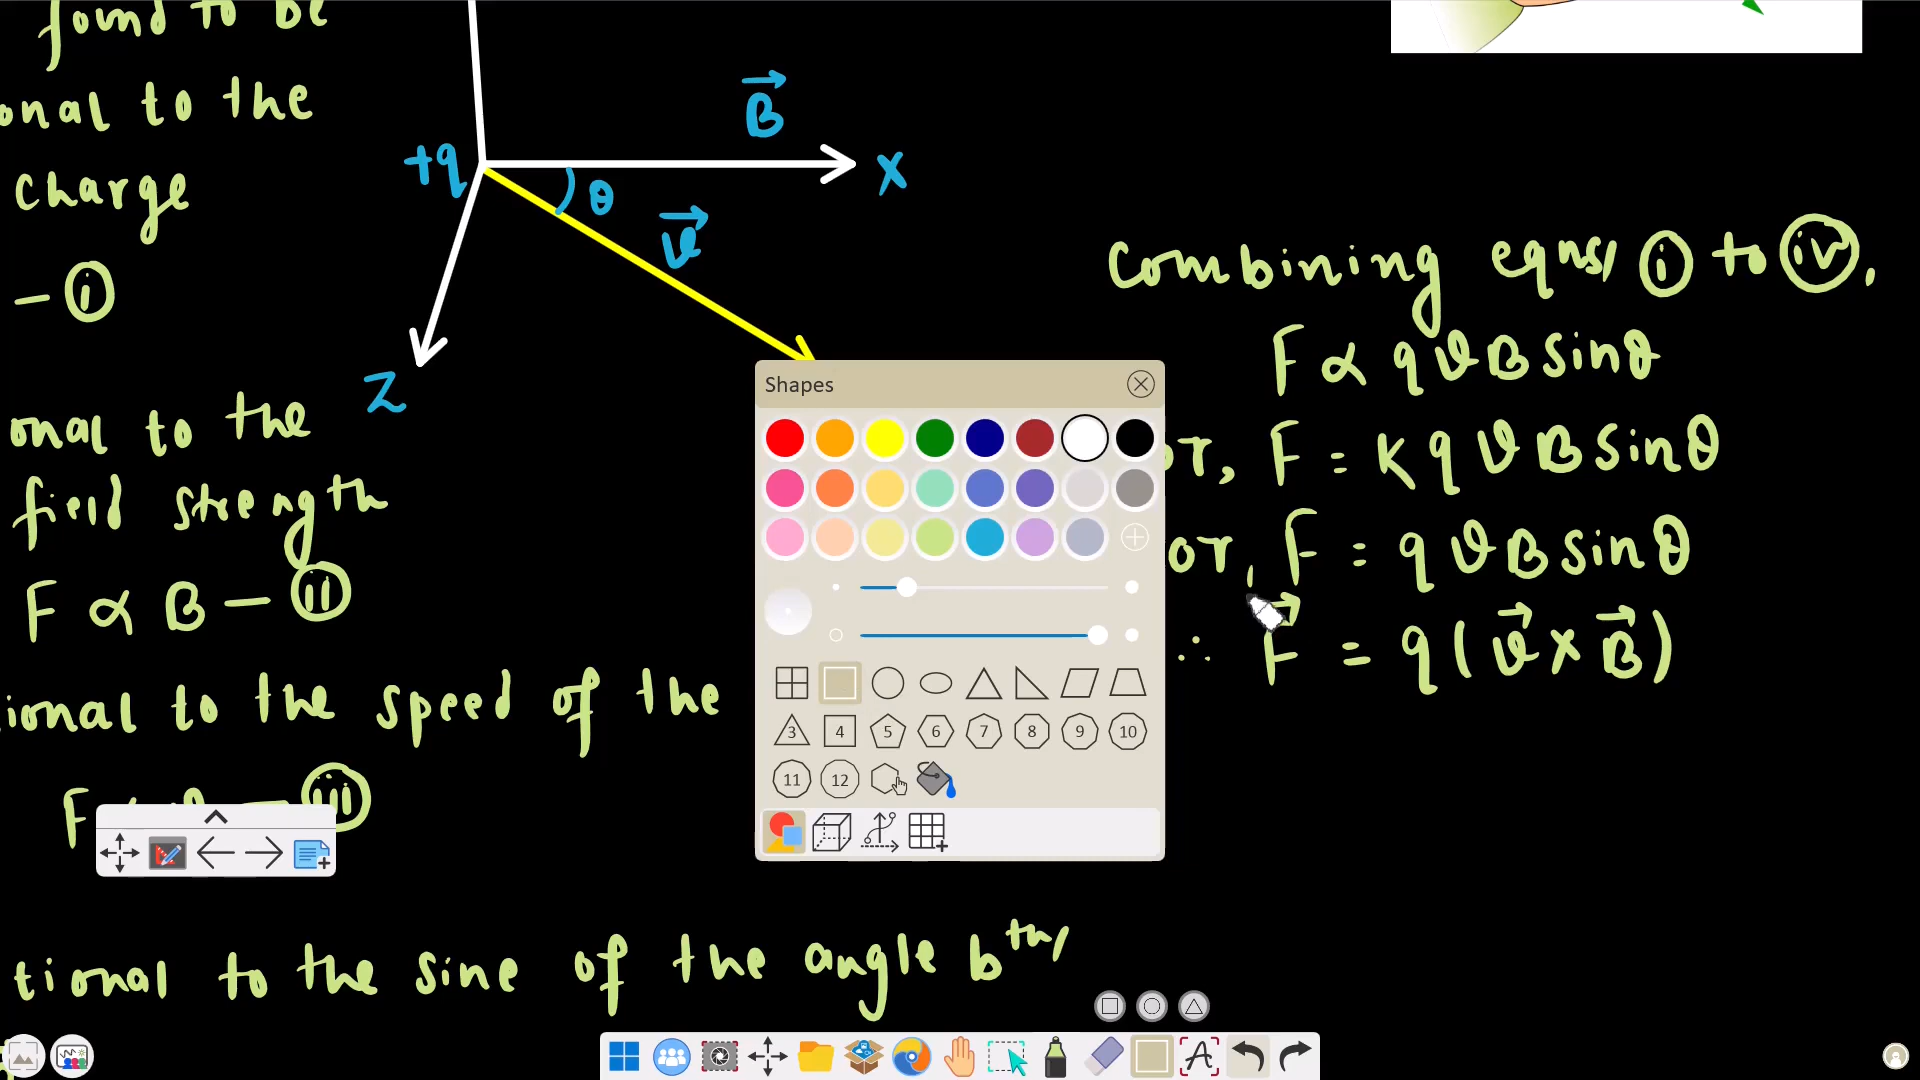 found to be
onal to the
charge
- (i)
onal to the
field strength
F ∝ B - (ii)
ional to the speed of the
F
(iii)
tional to the sine of the angle bth/
+q
B⃗
X
θ
v⃗
Z
Combining eqns/ (i) to (iv),
F ∝ qvB sinθ
or, F = KqvB sinθ
or, F = qvB sinθ
∴ F⃗ = q(v⃗ × B⃗)
Shapes
3 4 5 6 7 8 9 10
11 12
A